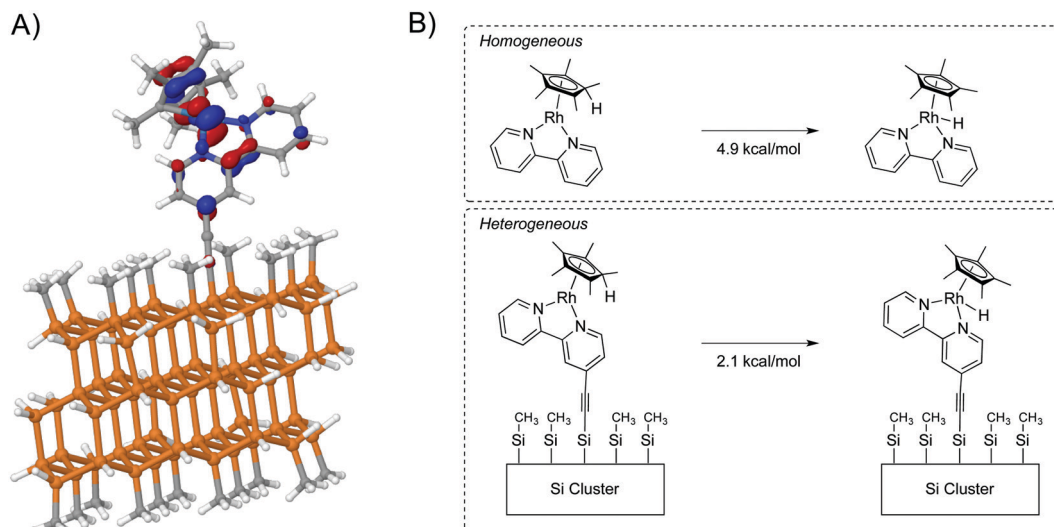 A)
B)
Homogeneous
H
Rh
N
N
4.9 kcal/mol
Rh
H
N
N
Heterogeneous
H
Rh
N
N
2.1 kcal/mol
Rh
H
N
N
CH3 CH3 CH3 CH3
Si Si Si Si Si
Si Cluster
CH3 CH3 CH3 CH3
Si Si Si Si Si
Si Cluster